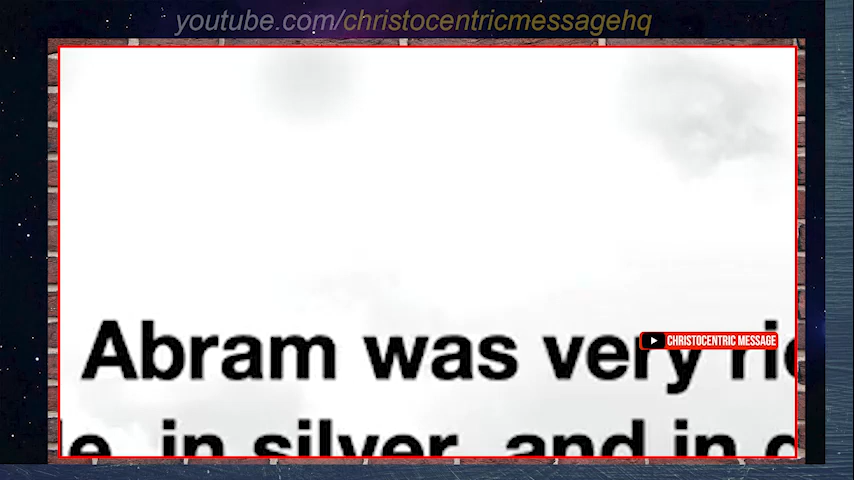 youtube.com/christocentricmessagehq
Abram was very
CHRISTOCENTRIC MESSAGE
in silver, and in